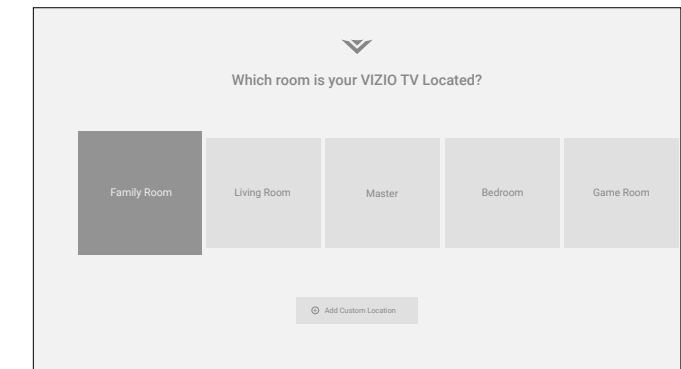 Which room is your VIZIO TV Located?
Family Room
Living Room
Master
Bedroom
Game Room
Add Custom Location